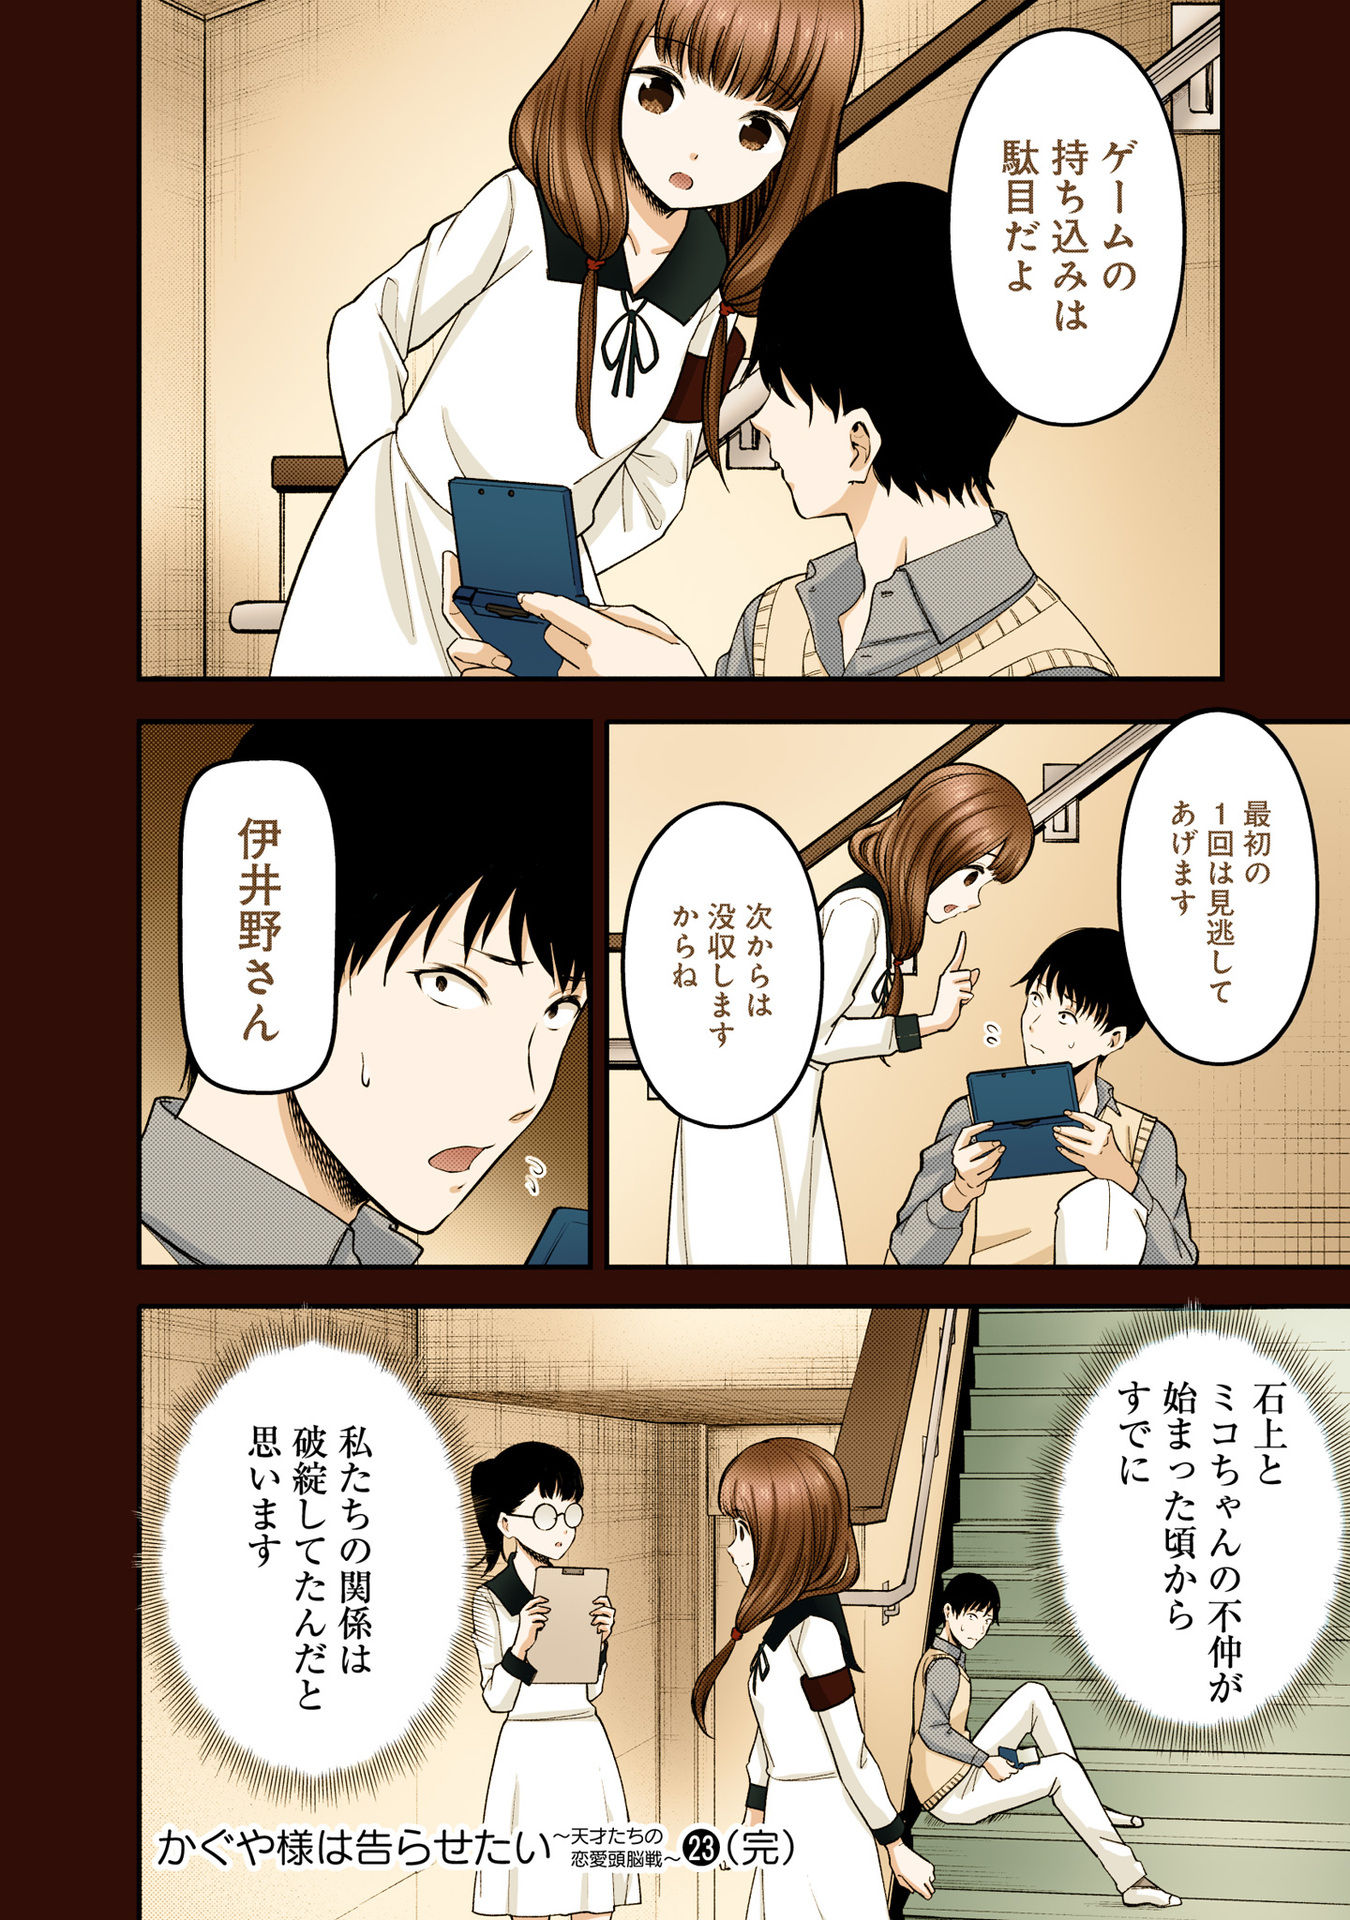 ゲームの
持ち込みは
駄目だよ
最初の
1回は見逃して
あげます
次からは
没収します
からね
伊井野さん
石上と
ミコちゃんの不仲が
始まった頃から
すでに
私たちの関係は
破綻してたんだと
思います
かぐや様は告らせたい~天才たちの
恋愛頭脳戦~23(完)